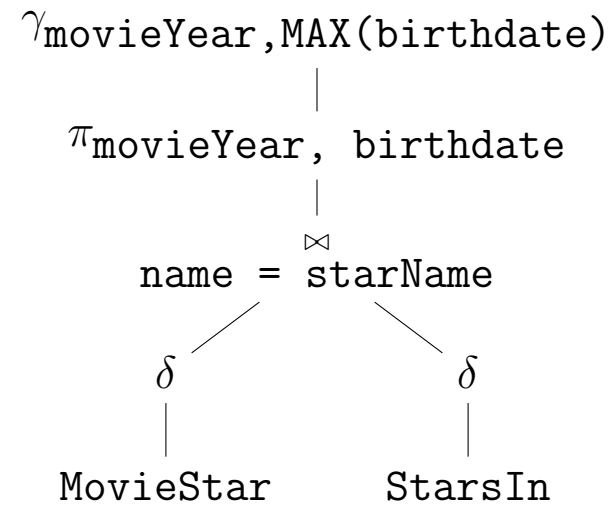 γmovieYear,MAX(birthdate)
πmovieYear, birthdate
⋈
name = starName
δ δ
MovieStar StarsIn